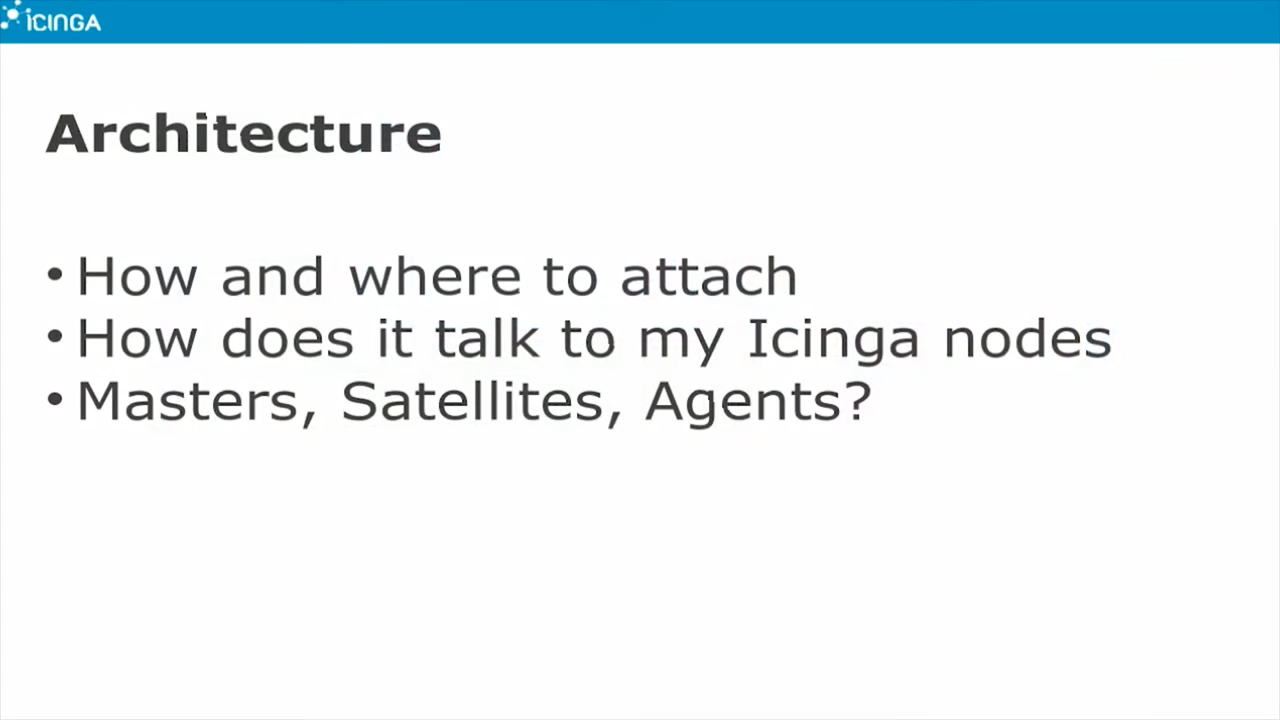 icinga
Architecture
• How and where to attach
• How does it talk to my Icinga nodes
• Masters, Satellites, Agents?